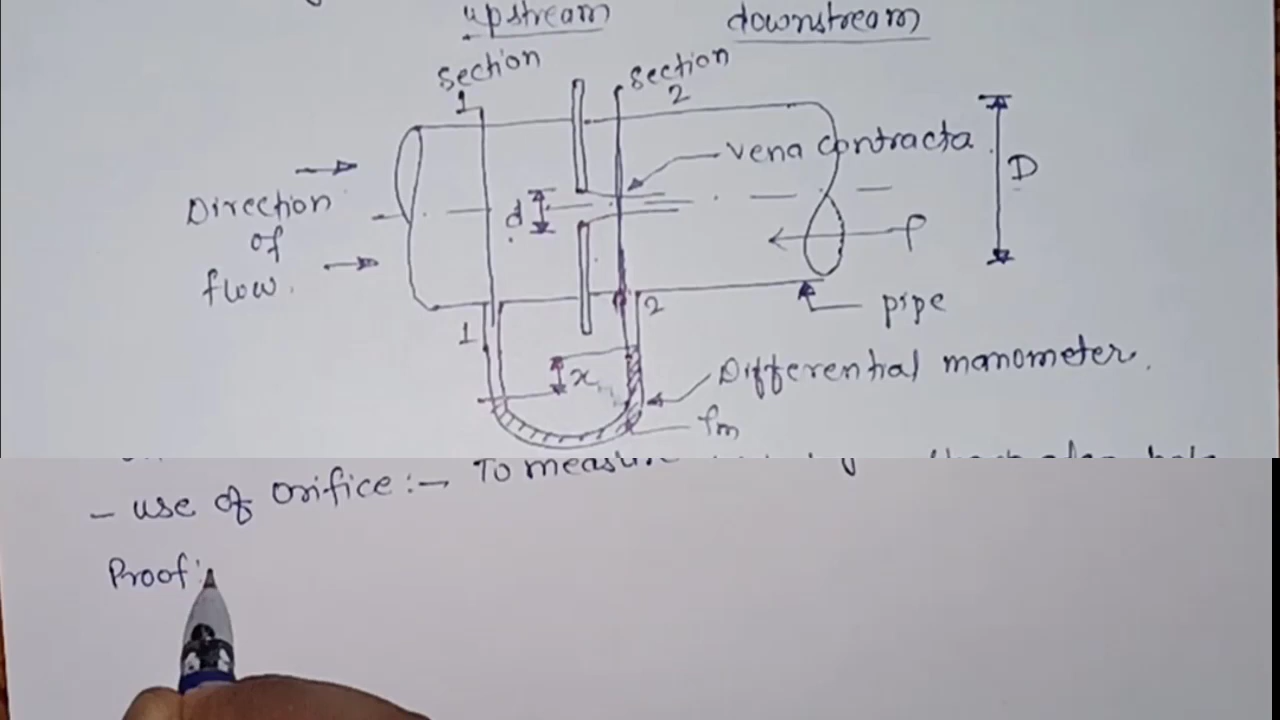 upstream downstream
section section
1 2
vena contracta
Direction
of
flow.
d
D
ρ
pipe
1 2
x
Differential manometer.
ρm
- use of orifice :→ To measure
Proof: